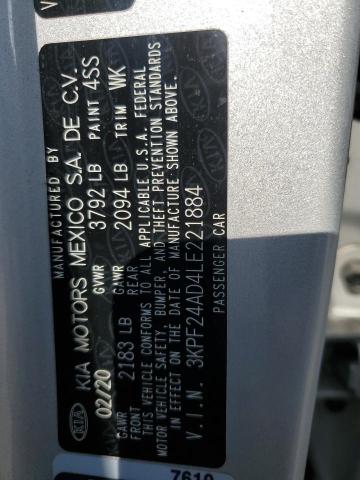 MANUFACTURED BY
KIA MOTORS MEXICO S.A. DE C.V.
02/20 GVWR 3792 LB PAINT 4SS
GAWR 2183 LB GAWR REAR 2094 LB TRIM WK
THIS VEHICLE CONFORMS TO ALL APPLICABLE U.S.A. FEDERAL
MOTOR VEHICLE SAFETY, BUMPER, AND THEFT PREVENTION STANDARDS
IN EFFECT ON THE DATE OF MANUFACTURE SHOWN ABOVE.
V.I.N. 3KPF24AD4LE221884
PASSENGER CAR
KIA
7610
V